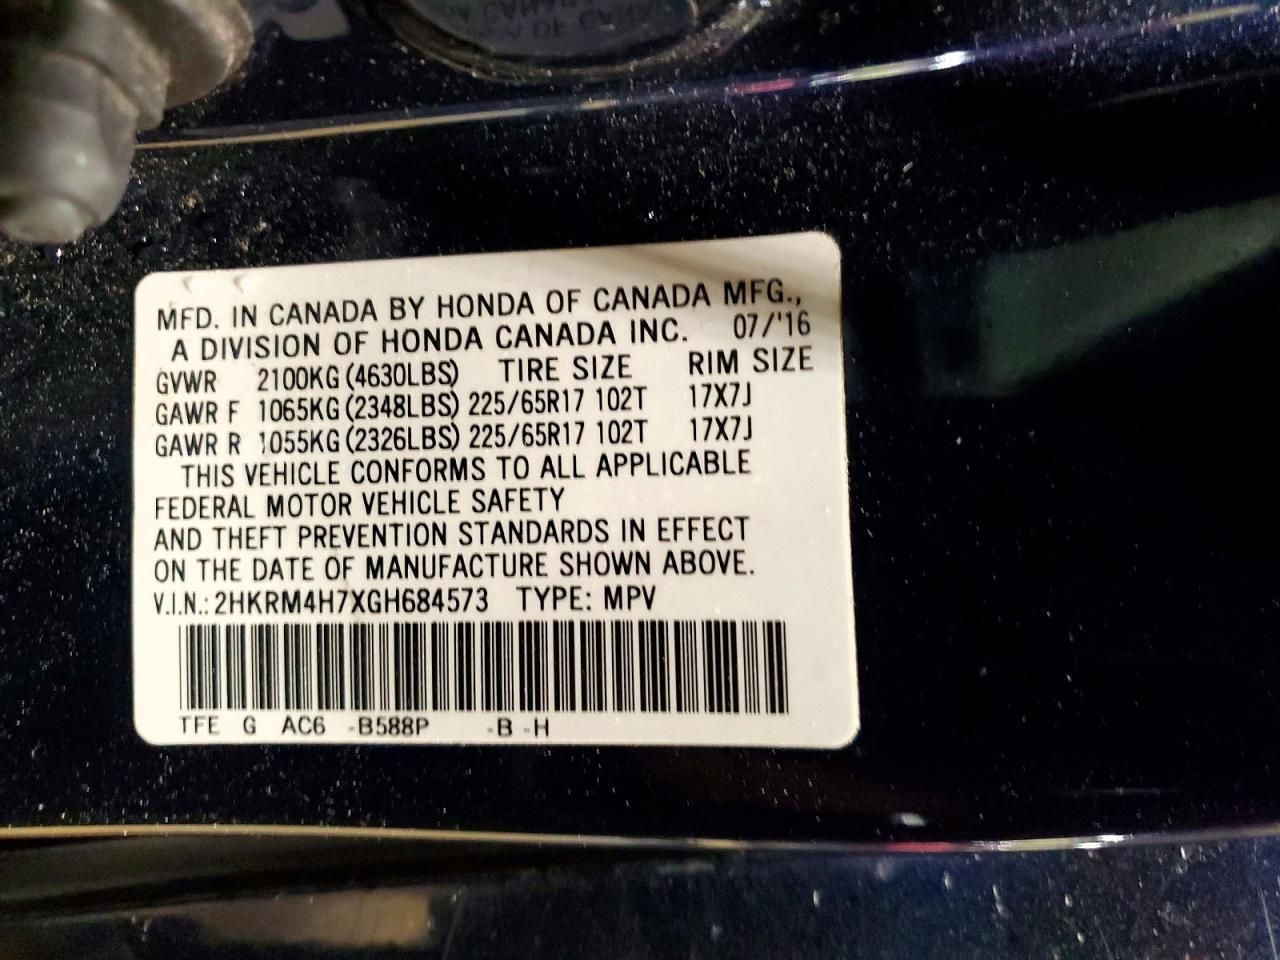 MFD. IN CANADA BY HONDA OF CANADA MFG.,
A DIVISION OF HONDA CANADA INC. 07/'16
GVWR 2100KG (4630LBS) TIRE SIZE RIM SIZE
GAWR F 1065KG (2348LBS) 225/65R17 102T 17X7J
GAWR R 1055KG (2326LBS) 225/65R17 102T 17X7J
THIS VEHICLE CONFORMS TO ALL APPLICABLE
FEDERAL MOTOR VEHICLE SAFETY
AND THEFT PREVENTION STANDARDS IN EFFECT
ON THE DATE OF MANUFACTURE SHOWN ABOVE.
V.I.N.: 2HKRM4H7XGH684573 TYPE: MPV
TFE G AC6 -B588P -B -H